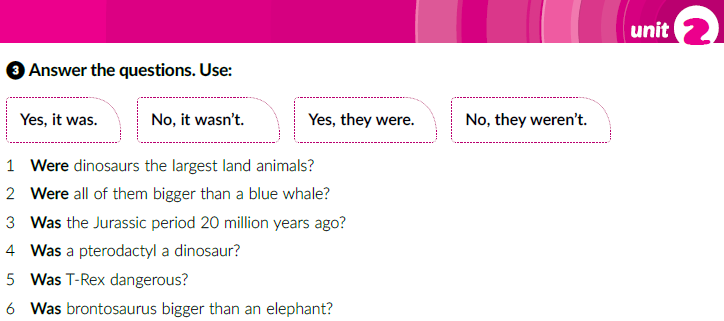 unit 2
3 Answer the questions. Use:
Yes, it was. No, it wasn't. Yes, they were. No, they weren't.
1 Were dinosaurs the largest land animals?
2 Were all of them bigger than a blue whale?
3 Was the Jurassic period 20 million years ago?
4 Was a pterodactyl a dinosaur?
5 Was T-Rex dangerous?
6 Was brontosaurus bigger than an elephant?